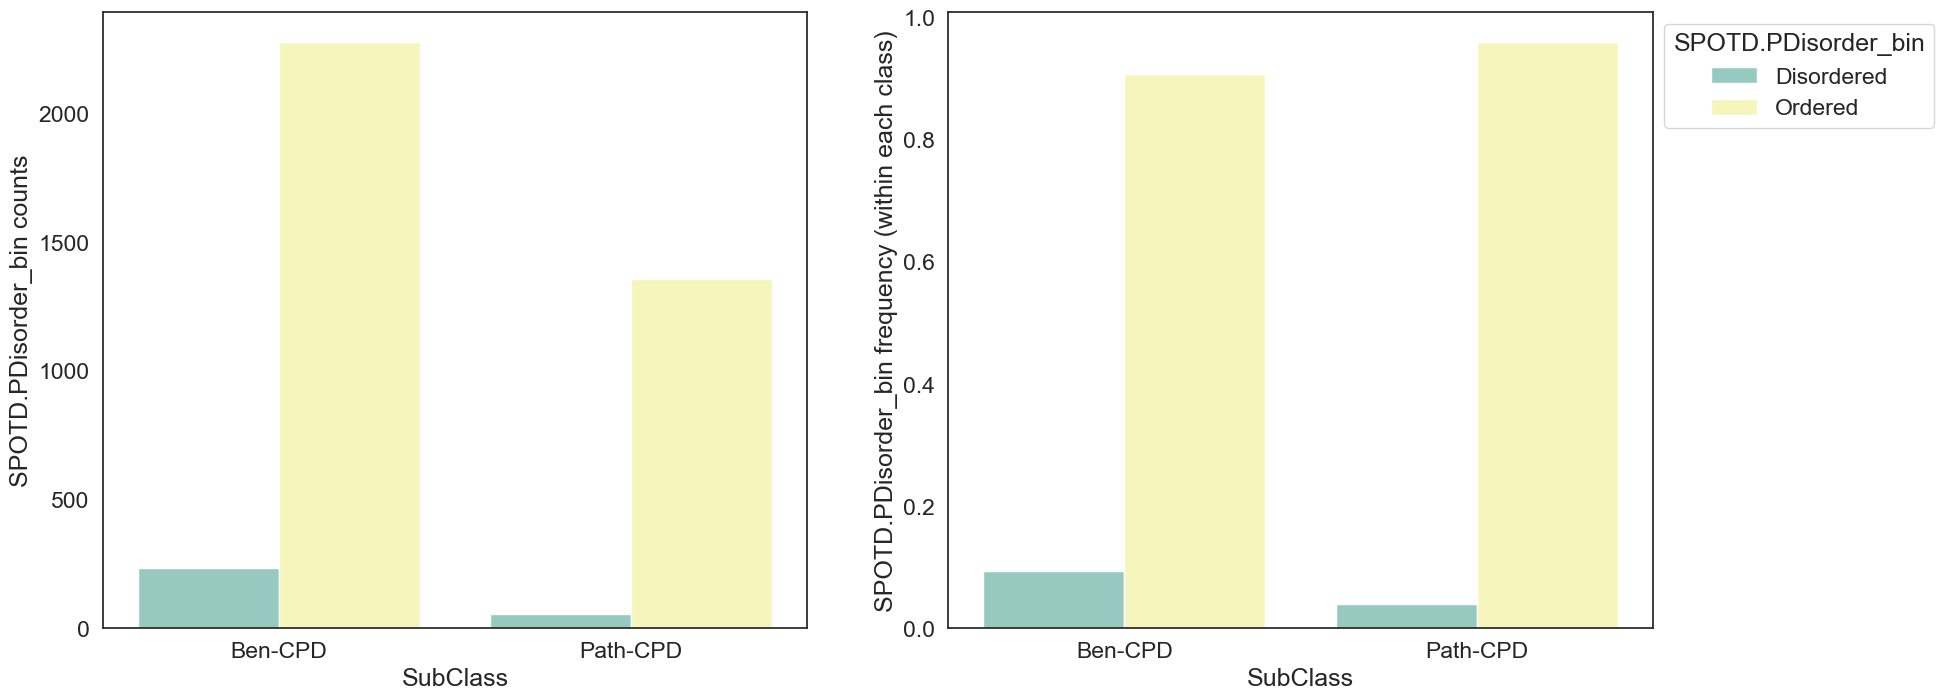 SPOTD.PDisorder_bin counts
2000
1500
1000
500
0
Ben-CPD
Path-CPD
SubClass
SPOTD.PDisorder_bin frequency (within each class)
1.0
0.8
0.6
0.4
0.2
0.0
Ben-CPD
Path-CPD
SubClass
SPOTD.PDisorder_bin
Disordered
Ordered